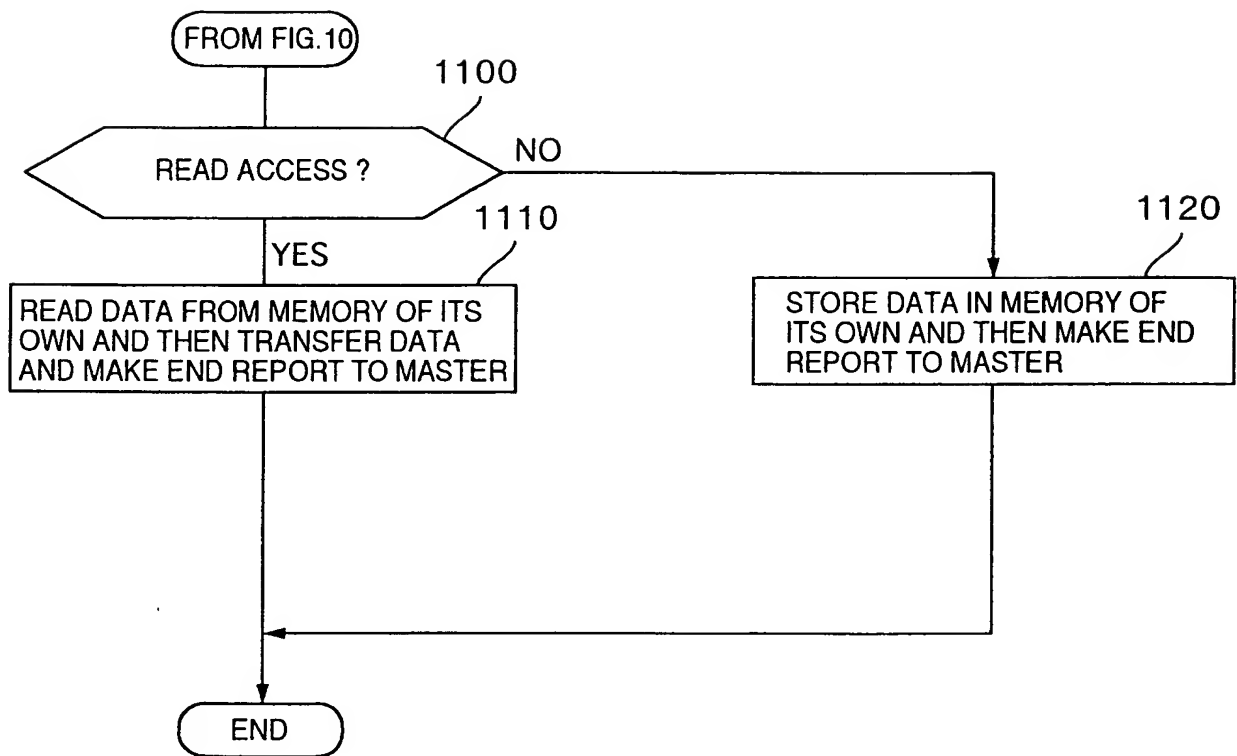 FROM FIG.10
1100
READ ACCESS ?
NO
YES
1110
READ DATA FROM MEMORY OF ITS
OWN AND THEN TRANSFER DATA
AND MAKE END REPORT TO MASTER
1120
STORE DATA IN MEMORY OF
ITS OWN AND THEN MAKE END
REPORT TO MASTER
END